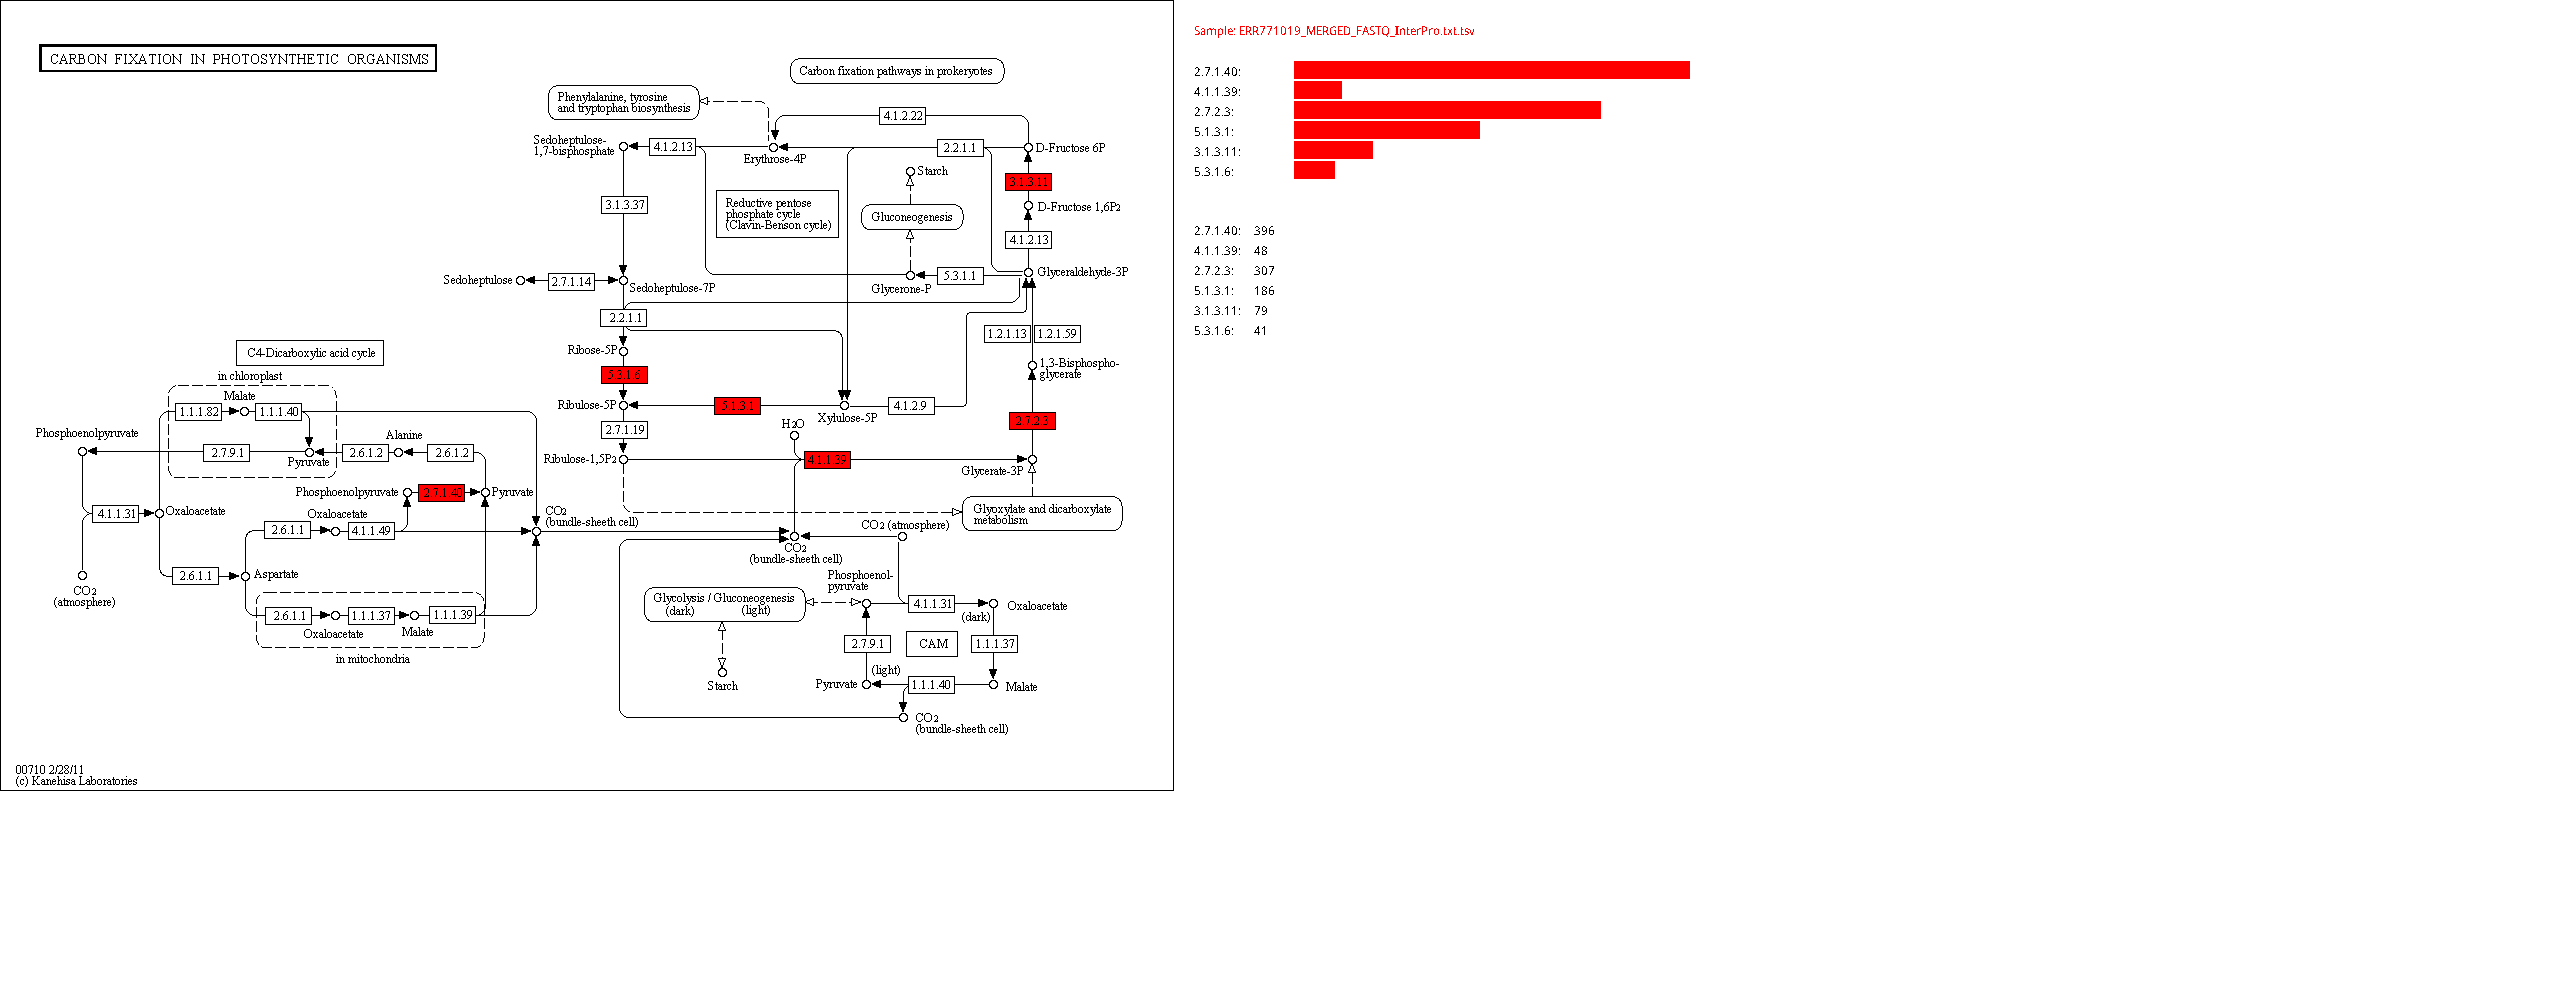 CARBON FIXATION IN PHOTOSYNTHETIC ORGANISMS
Carbon fixation pathways in prokeryotes
Phenylalanine, tyrosine
and tryptophan biosynthesis
4.1.2.22
Sedoheptulose-
1,7-bisphosphate
4.1.2.13
Erythrose-4P
2.2.1.1
D-Fructose 6P
Starch
3.1.3.11
3.1.3.37
Reductive pentose
phosphate cycle
(Clavin-Benson cycle)
Gluconeogenesis
D-Fructose 1,6P2
4.1.2.13
Sedoheptulose
2.7.1.14
Sedoheptulose-7P
Glycerone-P
5.3.1.1
Glyceraldehyde-3P
2.2.1.1
1.2.1.13
1.2.1.59
Ribose-5P
5.3.1.6
1,3-Bisphospho-
glycerate
Ribulose-5P
5.1.3.1
Xylulose-5P
4.1.2.9
2.7.2.3
2.7.1.19
H2O
Ribulose-1,5P2
4.1.1.39
Glycerate-3P
Glyoxylate and dicarboxylate
metabolism
C4-Dicarboxylic acid cycle
in chloroplast
Malate
1.1.1.82
1.1.1.40
Phosphoenolpyruvate
2.7.9.1
Pyruvate
2.6.1.2
Alanine
2.6.1.2
Phosphoenolpyruvate
2.7.1.40
Pyruvate
4.1.1.31
Oxaloacetate
Oxaloacetate
2.6.1.1
4.1.1.49
CO2
(bundle-sheeth cell)
CO2 (atmosphere)
CO2
(bundle-sheeth cell)
2.6.1.1
Aspartate
CO2
(atmosphere)
2.6.1.1
1.1.1.37
1.1.1.39
Oxaloacetate
Malate
in mitochondria
Phosphoenol-
pyruvate
Glycolysis / Gluconeogenesis
(dark) (light)
4.1.1.31
Oxaloacetate
(dark)
2.7.9.1
CAM
1.1.1.37
(light)
Starch
Pyruvate
1.1.1.40
Malate
CO2
(bundle-sheeth cell)
00710 2/28/11
(c) Kanehisa Laboratories
Sample: ERR771019_MERGED_FASTQ_InterPro.txt.tsv
2.7.1.40:
4.1.1.39:
2.7.2.3:
5.1.3.1:
3.1.3.11:
5.3.1.6:
2.7.1.40: 396
4.1.1.39: 48
2.7.2.3: 307
5.1.3.1: 186
3.1.3.11: 79
5.3.1.6: 41